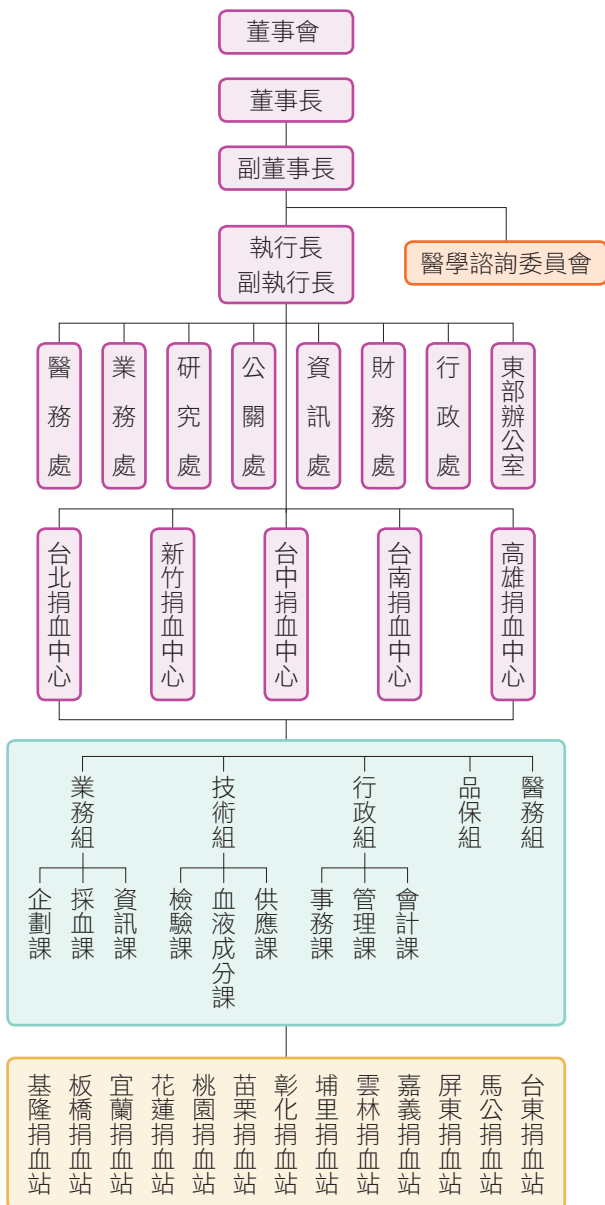 董事會
董事長
副董事長
執行長
副執行長
醫學諮詢委員會
醫務處
業務處
研究處
公關處
資訊處
財務處
行政處
東部辦公室
台北捐血中心
新竹捐血中心
台中捐血中心
台南捐血中心
高雄捐血中心
業務組
技術組
行政組
品保組
醫務組
企劃課
採血課
資訊課
檢驗課
血液成分課
供應課
事務課
管理課
會計課
基隆捐血站
板橋捐血站
宜蘭捐血站
花蓮捐血站
桃園捐血站
苗栗捐血站
彰化捐血站
埔里捐血站
雲林捐血站
嘉義捐血站
屏東捐血站
馬公捐血站
台東捐血站